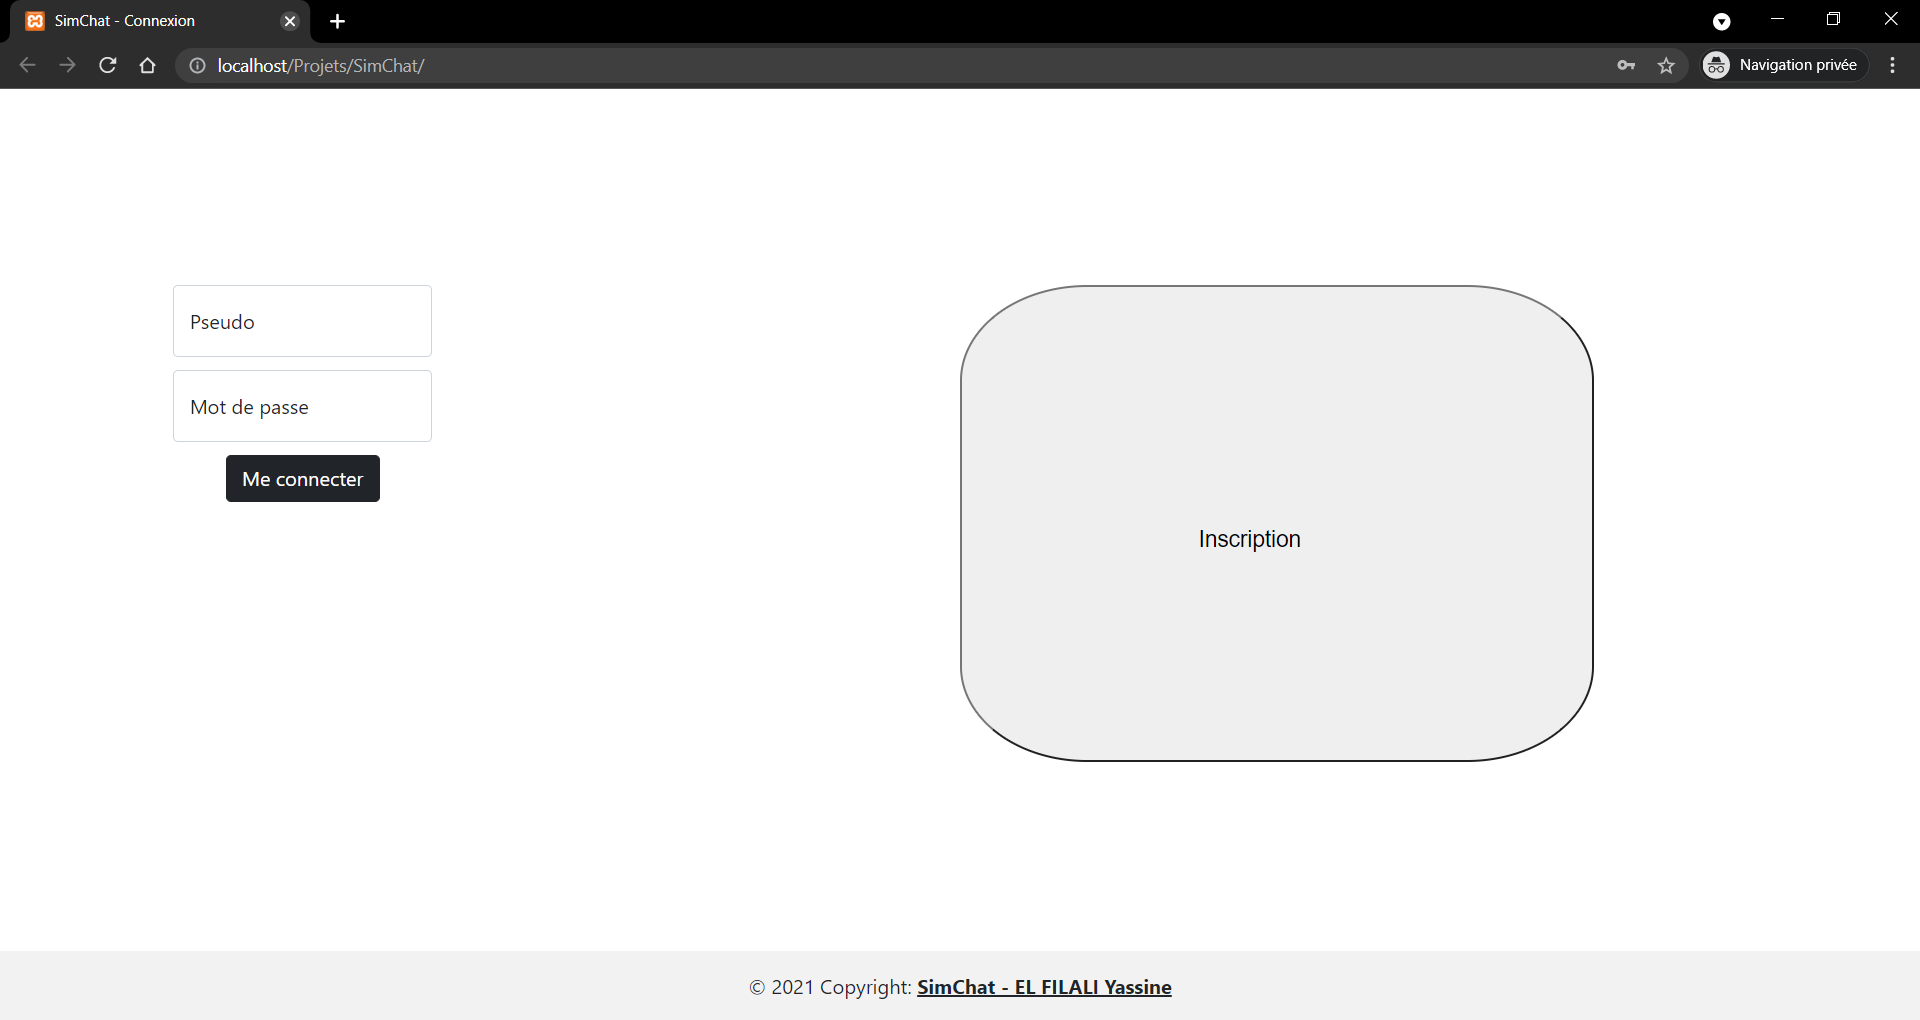 SimChat - Connexion
localhost/Projets/SimChat/
Navigation privée
Pseudo
Mot de passe
Me connecter
Inscription
© 2021 Copyright: SimChat - EL FILALI Yassine